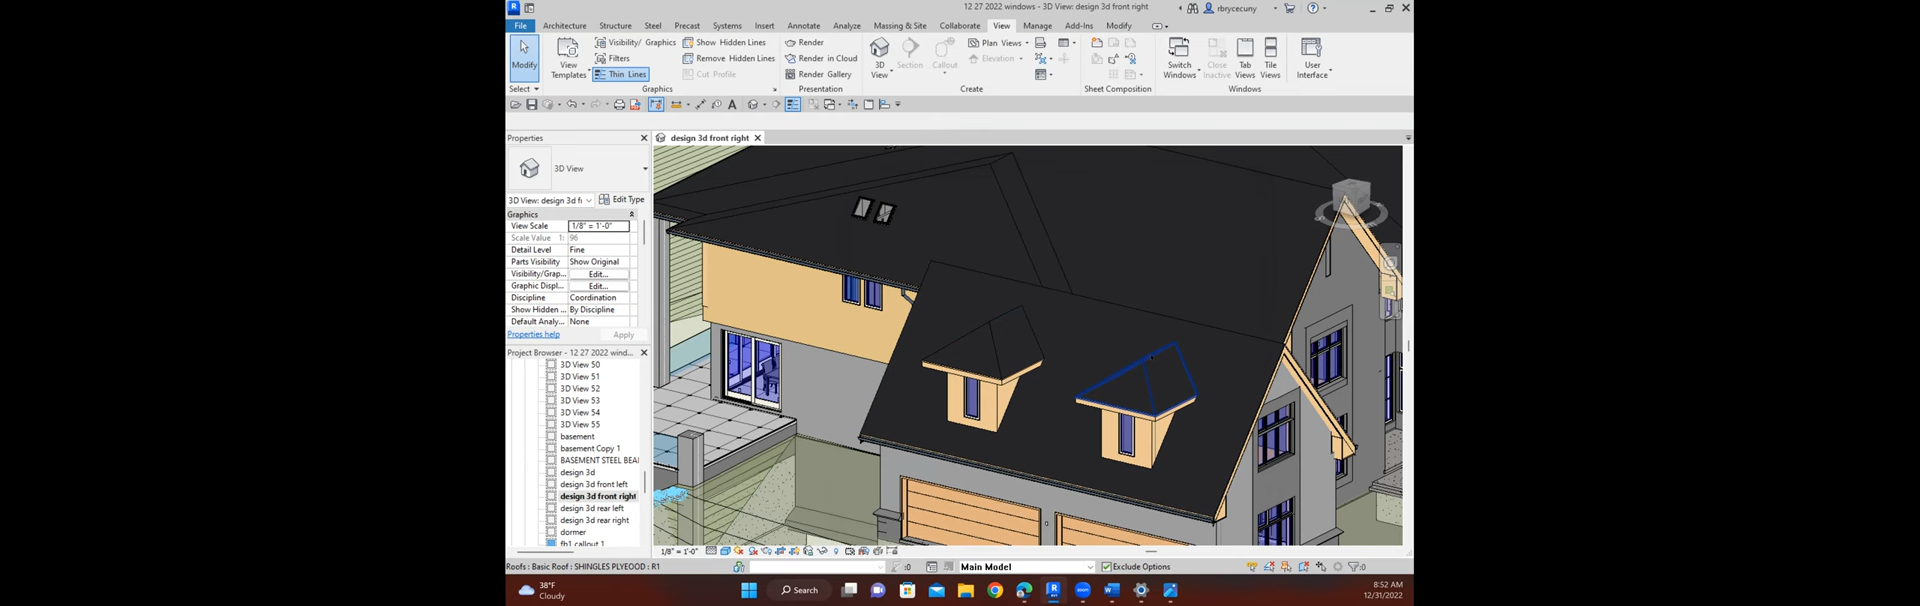 12 27 2022 windows - 3D View: design 3d front right
rbrycecuny
File Architecture Structure Steel Precast Systems Insert Annotate Analyze Massing & Site Collaborate View Manage Add-Ins Modify
Modify
View Templates
Visibility/ Graphics
Filters
Thin Lines
Show Hidden Lines
Remove Hidden Lines
Cut Profile
Render
Render in Cloud
Render Gallery
3D View
Section
Callout
Plan Views
Elevation
Switch Windows
Close Inactive
Tab Views
Tile Views
User Interface
Select Graphics Presentation Create Sheet Composition Windows
Properties
design 3d front right
3D View
3D View: design 3d fr
Edit Type
Graphics
View Scale 1/8" = 1'-0"
Scale Value 1: 96
Detail Level Fine
Parts Visibility Show Original
Visibility/Grap... Edit...
Graphic Displ... Edit...
Discipline Coordination
Show Hidden ... By Discipline
Default Analy... None
Properties help Apply
Project Browser - 12 27 2022 wind...
3D View 50
3D View 51
3D View 52
3D View 53
3D View 54
3D View 55
basement
basement Copy 1
BASEMENT STEEL BEA
design 3d
design 3d front left
design 3d front right
design 3d rear left
design 3d rear right
dormer
fb1 callout 1
1/8" = 1'-0"
Roofs : Basic Roof : SHINGLES PLYEOOD : R1
:0
Main Model
Exclude Options
:0
38°F
Cloudy
Search
8:52 AM
12/31/2022